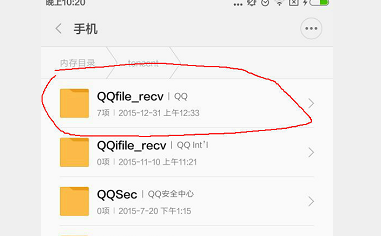 晚上10:20
手机
内存目录 tencent
QQfile_recv | QQ
7项 | 2015-12-31 上午12:33
QQifile_recv | QQ Int'l
0项 | 2015-11-10 上午11:21
QQSec | QQ安全中心
0项 | 2015-7-20 下午1:15